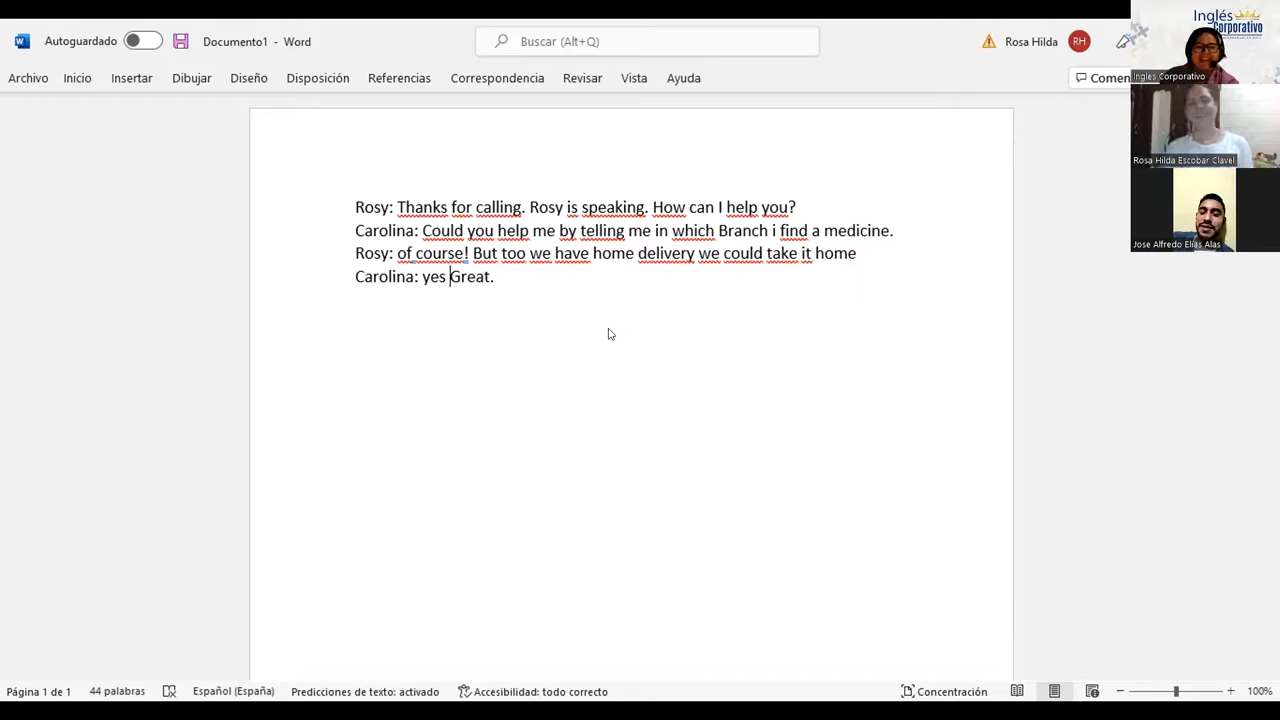 Autoguardado
Documento1 - Word
Buscar (Alt+Q)
Rosa Hilda
RH
Archivo Inicio Insertar Dibujar Diseño Disposición Referencias Correspondencia Revisar Vista Ayuda
Comen
Inglés
Corporativo
Ingles Corporativo
Rosa Hilda Escobar Clavel
Jose Alfredo Elías Alas
Rosy: Thanks for calling. Rosy is speaking. How can I help you?
Carolina: Could you help me by telling me in which Branch i find a medicine.
Rosy: of course! But too we have home delivery we could take it home
Carolina: yes Great.
Página 1 de 1 44 palabras Español (España) Predicciones de texto: activado Accesibilidad: todo correcto Concentración 100%